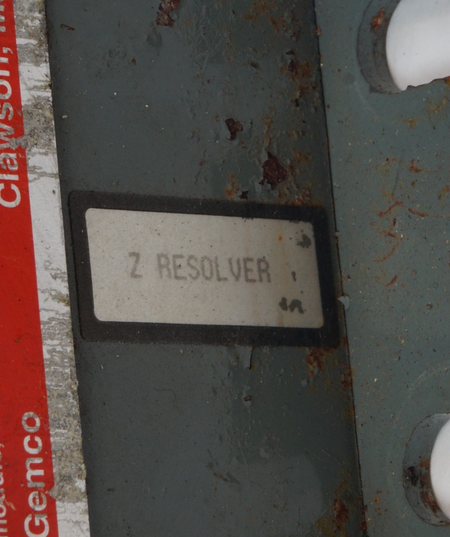 Z RESOLVER
Clawson,
Gemco